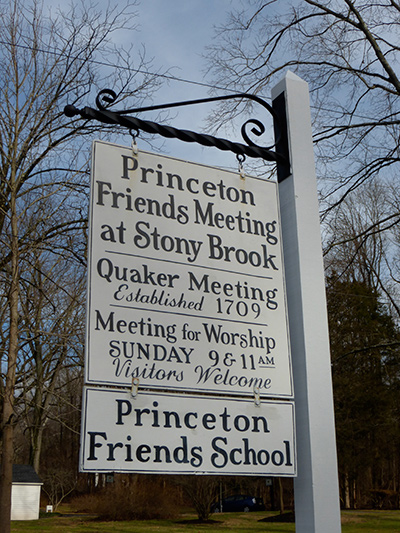 Princeton
Friends Meeting
at Stony Brook
Quaker Meeting
Established 1709
Meeting for Worship
SUNDAY 9 & 11 AM
Visitors Welcome
Princeton
Friends School